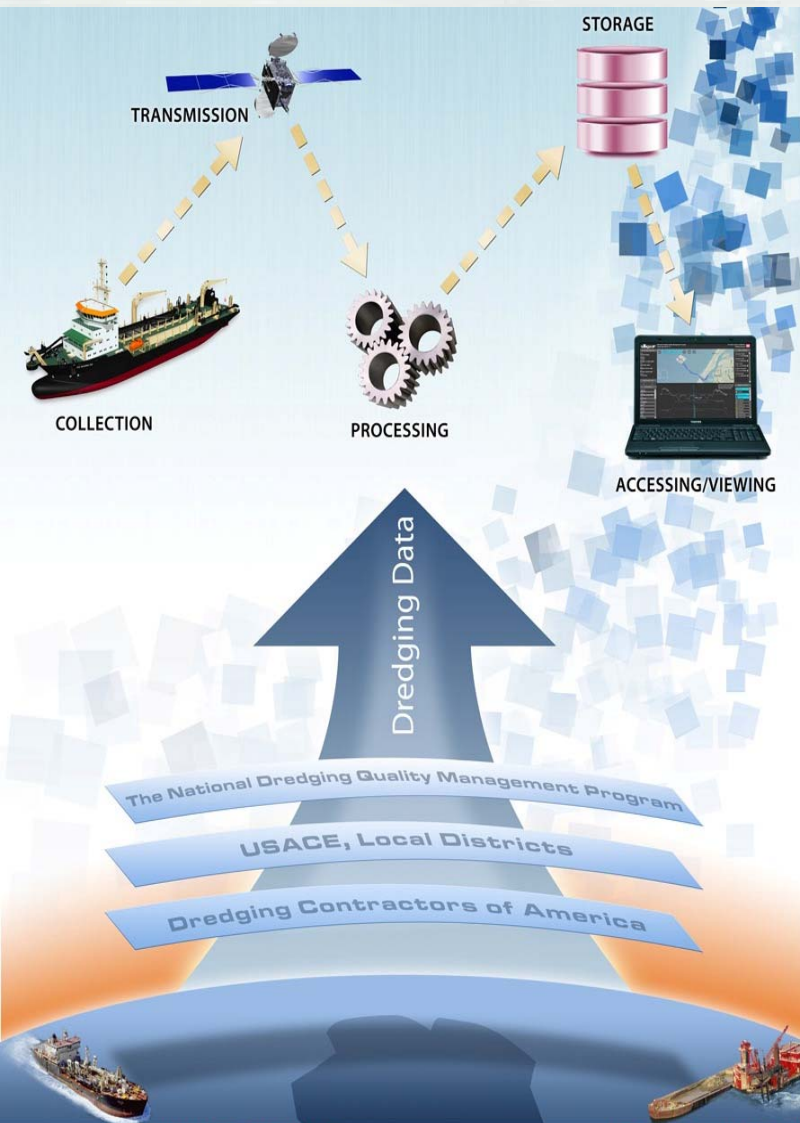 STORAGE
TRANSMISSION
COLLECTION
PROCESSING
ACCESSING/VIEWING
Dredging Data
The National Dredging Quality Management Program
USACE, Local Districts
Dredging Contractors of America